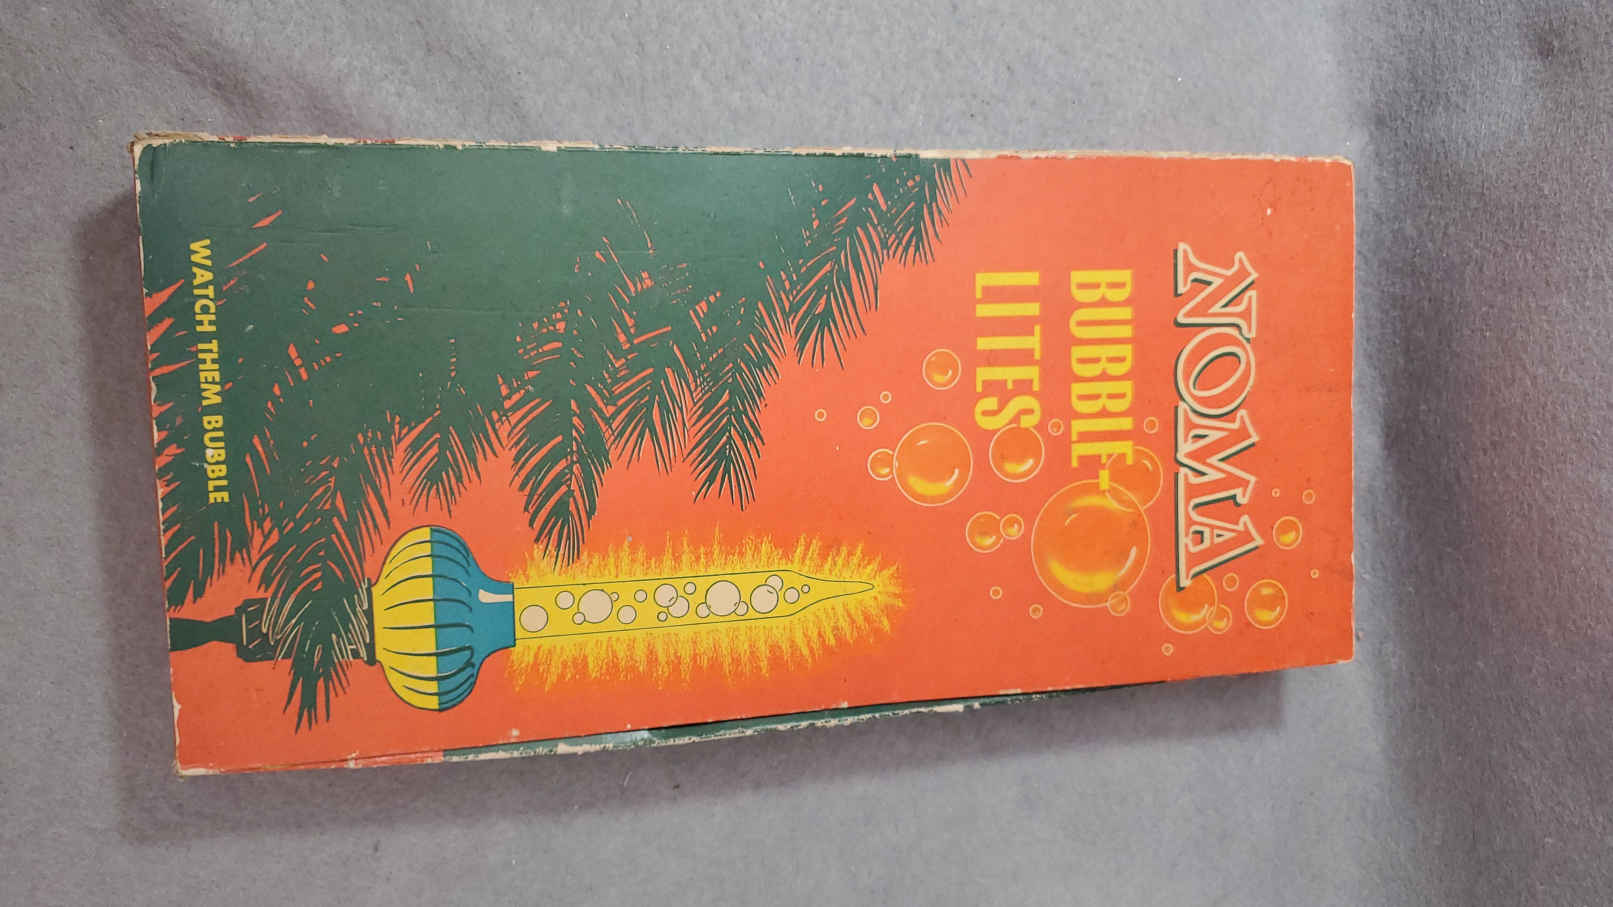 NOMA
BUBBLE-
LITES
WATCH THEM BUBBLE